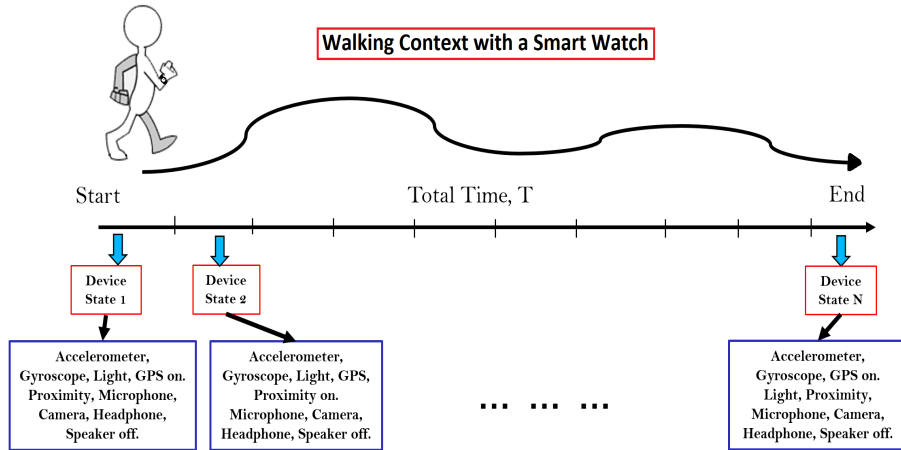 Walking Context with a Smart Watch
Start
Total Time, T
End
Device
State 1
Device
State 2
Device
State N
Accelerometer,
Gyroscope, Light, GPS on.
Proximity, Microphone,
Camera, Headphone,
Speaker off.
Accelerometer,
Gyroscope, Light, GPS,
Proximity on.
Microphone, Camera,
Headphone, Speaker off.
... ... ...
Accelerometer,
Gyroscope, GPS on.
Light, Proximity,
Microphone, Camera,
Headphone, Speaker off.